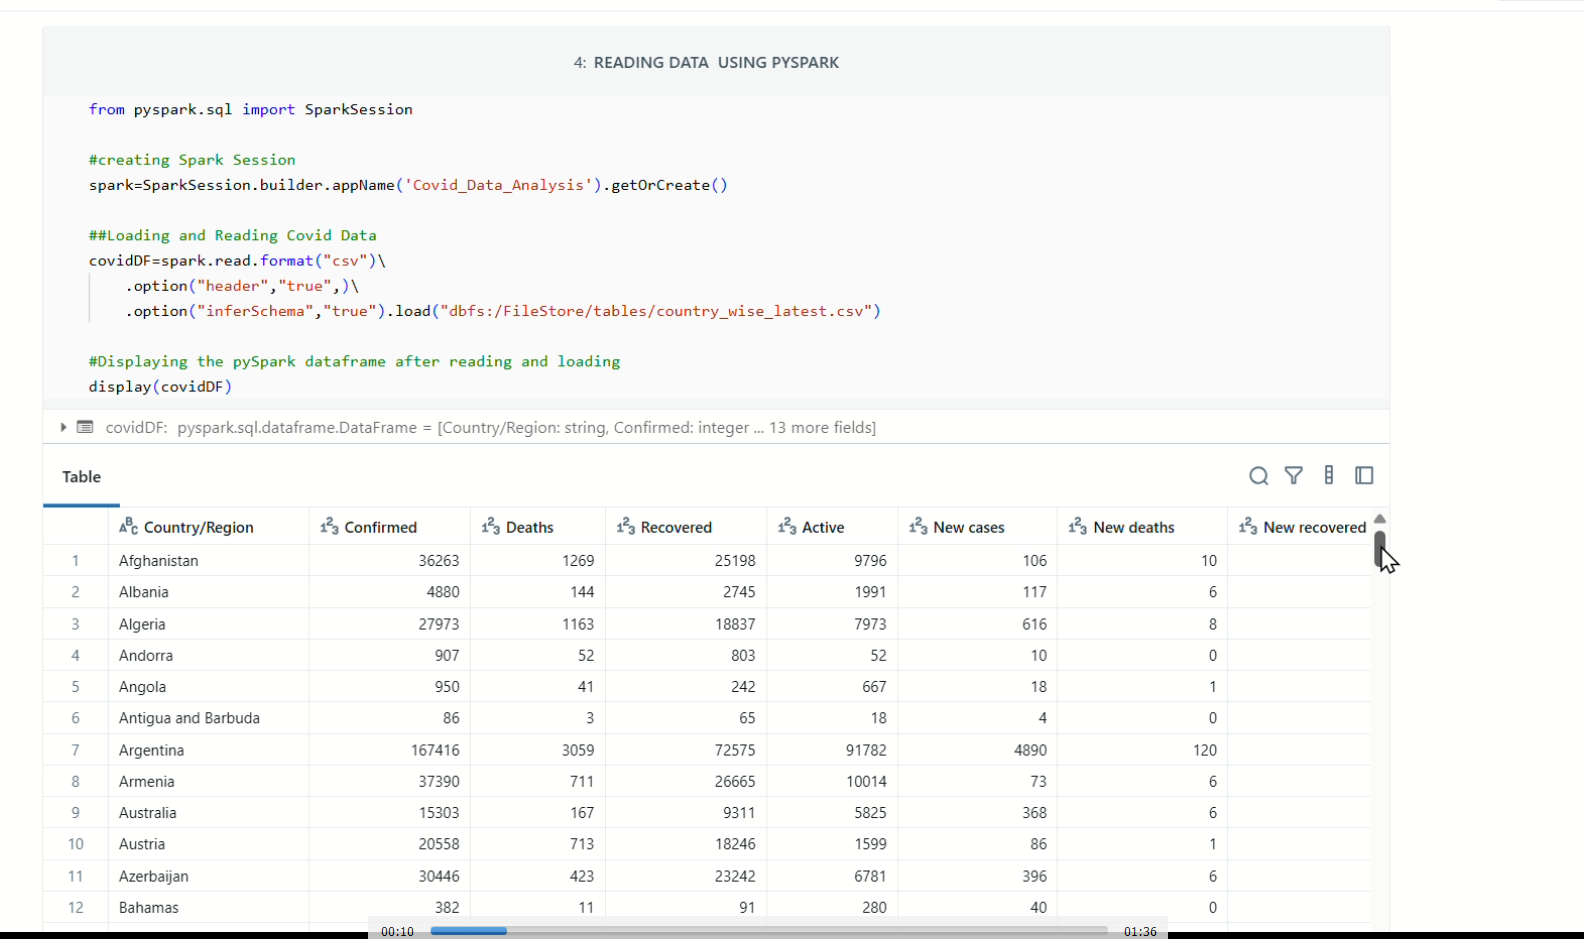 4: READING DATA USING PYSPARK
from pyspark.sql import SparkSession
#creating Spark Session
spark=SparkSession.builder.appName('Covid_Data_Analysis').getOrCreate()
##Loading and Reading Covid Data
covidDF=spark.read.format("csv")\
.option("header","true",)\
.option("inferSchema","true").load("dbfs:/FileStore/tables/country_wise_latest.csv")
#Displaying the pySpark dataframe after reading and loading
display(covidDF)
covidDF: pyspark.sql.dataframe.DataFrame = [Country/Region: string, Confirmed: integer ... 13 more fields]
Table
ABC Country/Region 123 Confirmed 123 Deaths 123 Recovered 123 Active 123 New cases 123 New deaths 123 New recovered
1 Afghanistan 36263 1269 25198 9796 106 10
2 Albania 4880 144 2745 1991 117 6
3 Algeria 27973 1163 18837 7973 616 8
4 Andorra 907 52 803 52 10 0
5 Angola 950 41 242 667 18 1
6 Antigua and Barbuda 86 3 65 18 4 0
7 Argentina 167416 3059 72575 91782 4890 120
8 Armenia 37390 711 26665 10014 73 6
9 Australia 15303 167 9311 5825 368 6
10 Austria 20558 713 18246 1599 86 1
11 Azerbaijan 30446 423 23242 6781 396 6
12 Bahamas 382 11 91 280 40 0
00:10 01:36